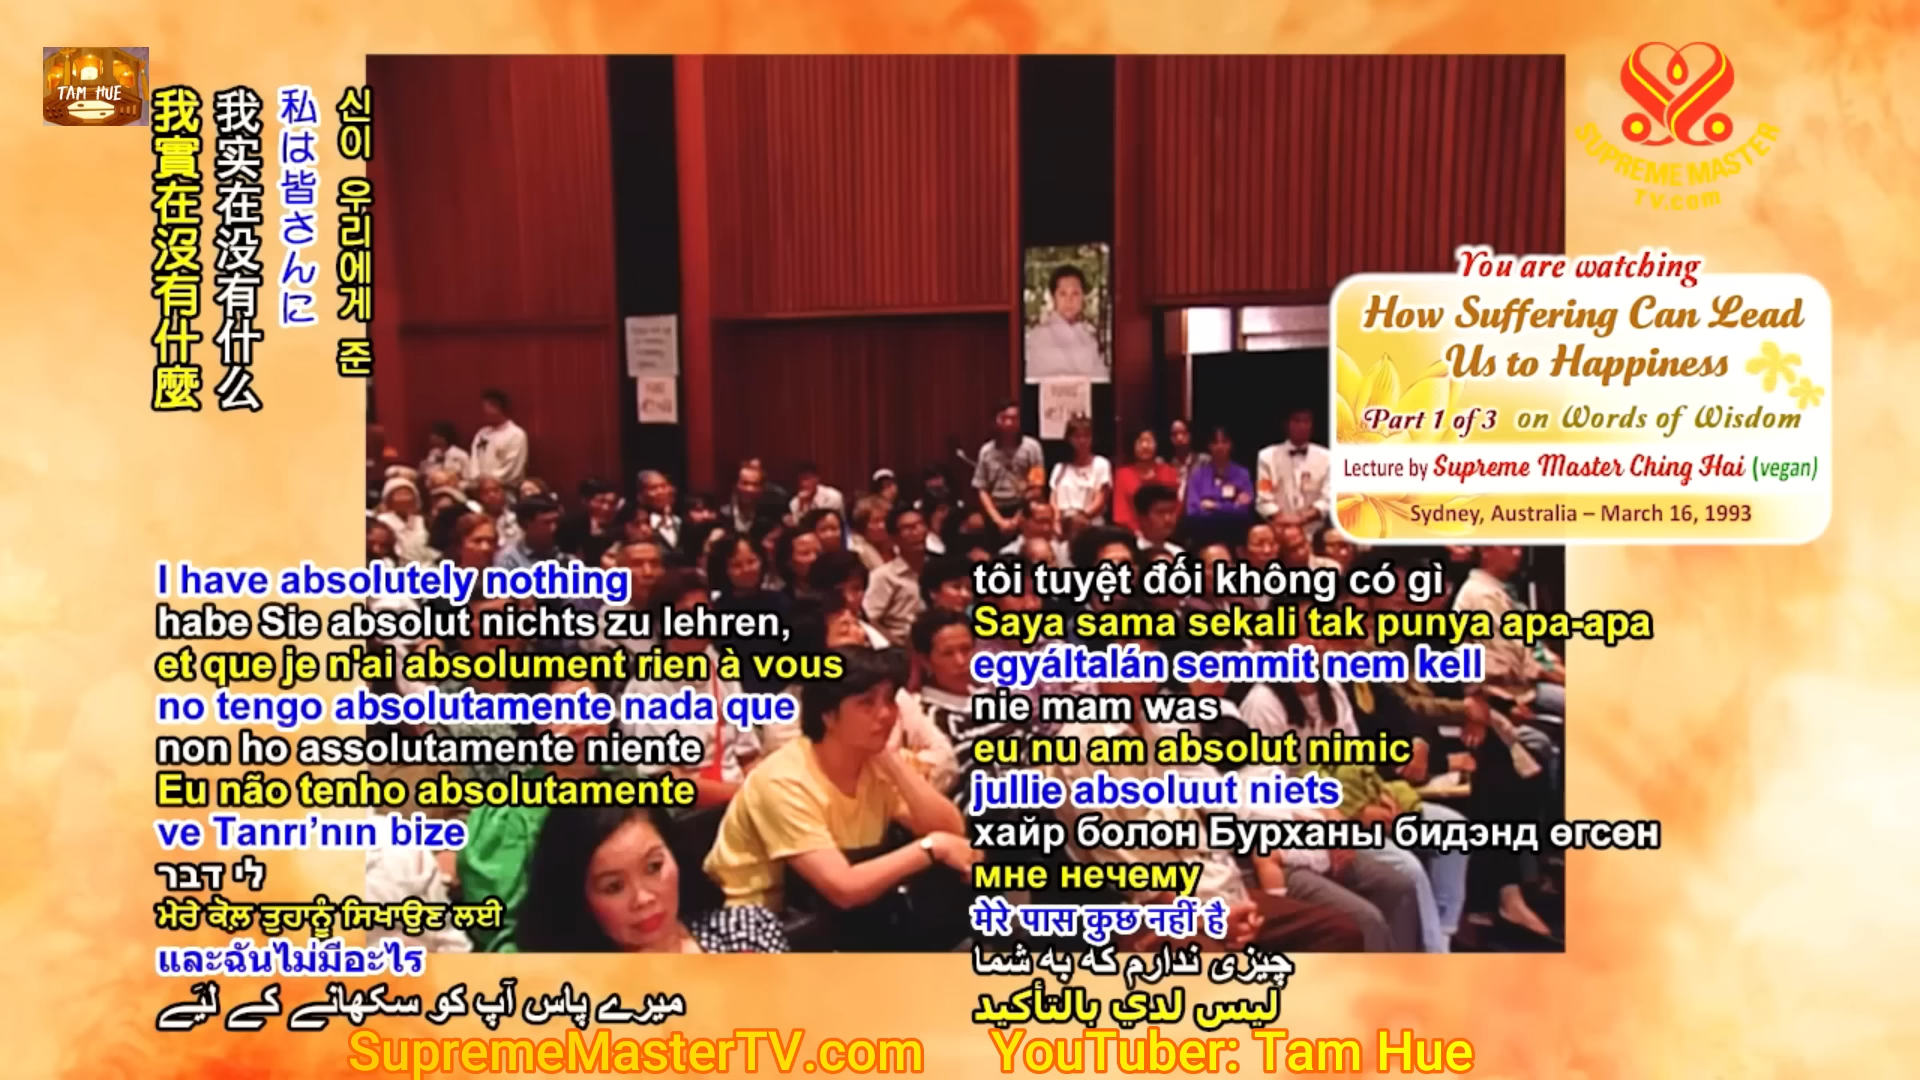 TAM HUE
我實在沒有什麼
我实在没有什么
私は皆さんに
신이 우리에게 준
SUPREME MASTER
TV.com
You are watching
How Suffering Can Lead
Us to Happiness
Part 1 of 3 on Words of Wisdom
Lecture by Supreme Master Ching Hai (vegan)
Sydney, Australia – March 16, 1993
I have absolutely nothing
habe Sie absolut nichts zu lehren,
et que je n'ai absolument rien à vous
no tengo absolutamente nada que
non ho assolutamente niente
Eu não tenho absolutamente
ve Tanrı’nın bize
לי דבר
ਮੇਰੇ ਕੋਲ ਤੁਹਾਨੂੰ ਸਿਖਾਉਣ ਲਈ
และฉันไม่มีอะไร
میرے پاس آپ کو سکھانے کے لیَے
tôi tuyệt đối không có gì
Saya sama sekali tak punya apa-apa
egyáltalán semmit nem kell
nie mam was
eu nu am absolut nimic
jullie absoluut niets
хайр болон Бурханы бидэнд өгсөн
мне нечему
मेरे पास कुछ नहीं है
چیزی ندارم که به شما
ليس لدي بالتأكيد
SupremeMasterTV.com YouTuber: Tam Hue